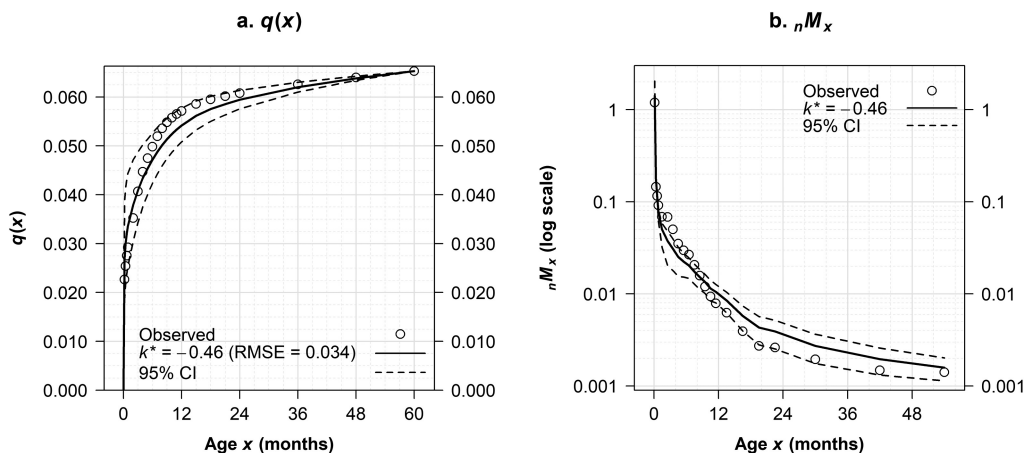 a. q(x)
0.060
0.050
0.040
0.030
0.020
0.010
0.000
q(x)
0.060
0.050
0.040
0.030
0.020
0.010
0.000
Observed
k* = −0.46 (RMSE = 0.034)
95% CI
0 12 24 36 48 60
Age x (months)
b. nMx
1
0.1
0.01
0.001
nMx (log scale)
1
0.1
0.01
0.001
Observed
k* = −0.46
95% CI
0 12 24 36 48
Age x (months)